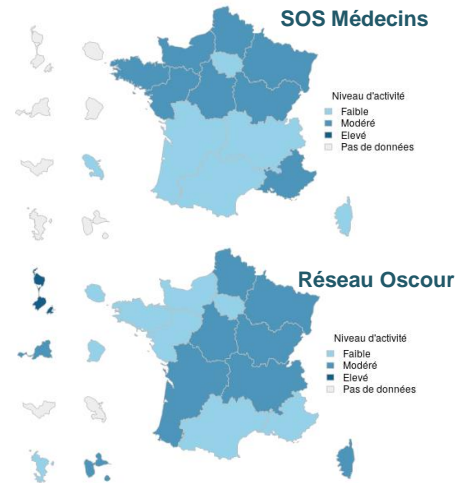 SOS Médecins
Niveau d'activité
Faible
Modéré
Elevé
Pas de données
Réseau Oscour
Niveau d'activité
Faible
Modéré
Elevé
Pas de données